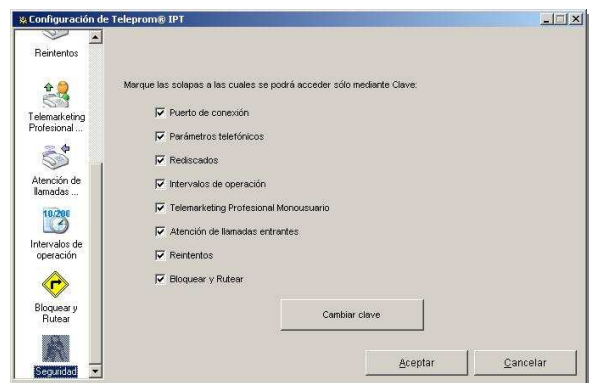 Configuración de Teleprom® IPT
Reintentos
Telemarketing
Profesional ...
Atención de
llamadas ...
Intervalos de
operación
Bloquear y
Rutear
Seguridad
Marque las solapas a las cuales se podrá acceder sólo mediante Clave:
Puerto de conexión
Parámetros telefónicos
Rediscados
Intervalos de operación
Telemarketing Profesional Monousuario
Atención de llamadas entrantes
Reintentos
Bloquear y Rutear
Cambiar clave
Aceptar
Cancelar